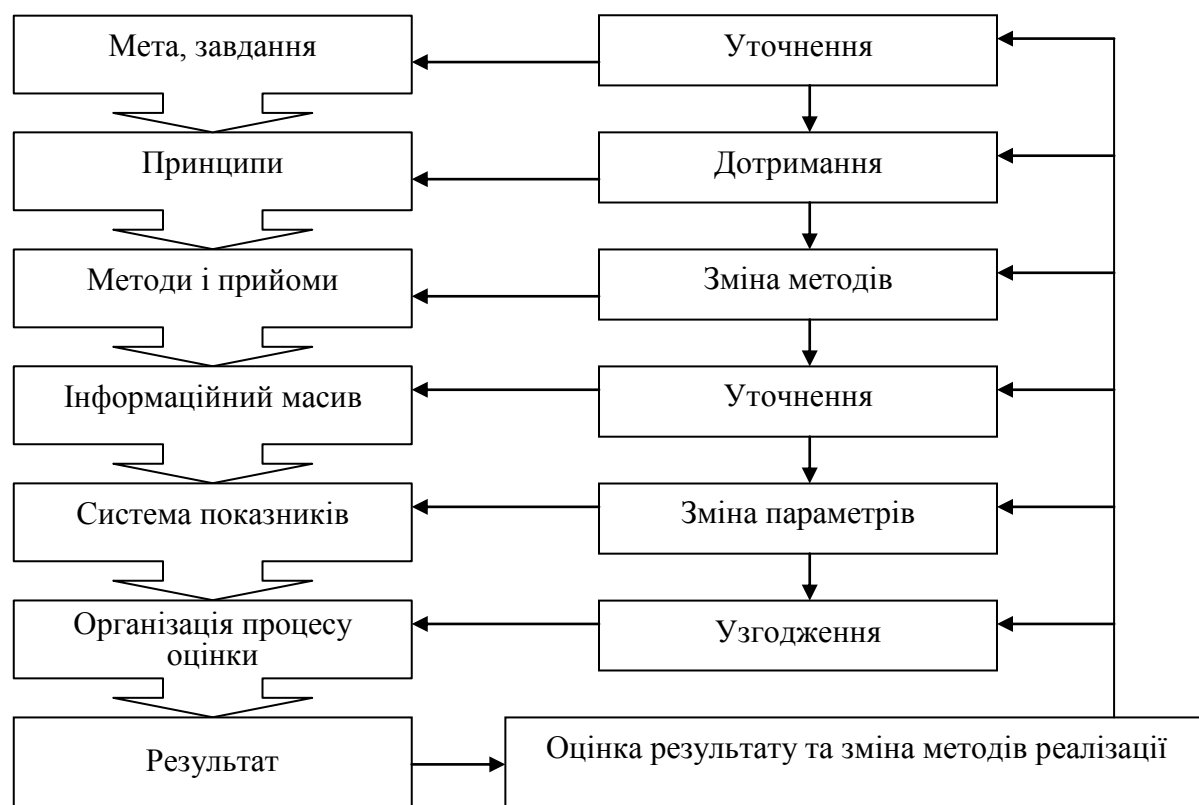 Мета, завдання
Уточнення
Принципи
Дотримання
Методи і прийоми
Зміна методів
Інформаційний масив
Уточнення
Система показників
Зміна параметрів
Організація процесу
оцінки
Узгодження
Результат
Оцінка результату та зміна методів реалізації